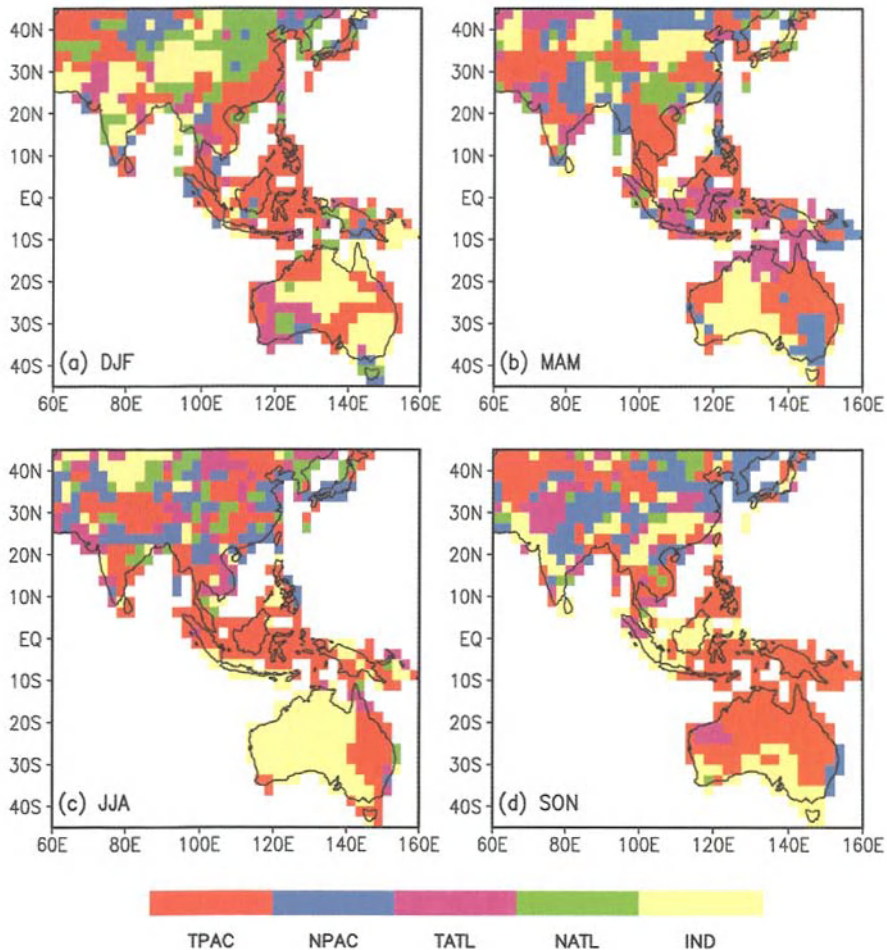 40N
30N
20N
10N
EQ
10S
20S
30S
40S
(a) DJF
60E 80E 100E 120E 140E 160E
40N
30N
20N
10N
EQ
10S
20S
30S
40S
(b) MAM
60E 80E 100E 120E 140E 160E
40N
30N
20N
10N
EQ
10S
20S
30S
40S
(c) JJA
60E 80E 100E 120E 140E 160E
40N
30N
20N
10N
EQ
10S
20S
30S
40S
(d) SON
60E 80E 100E 120E 140E 160E
TPAC NPAC TATL NATL IND